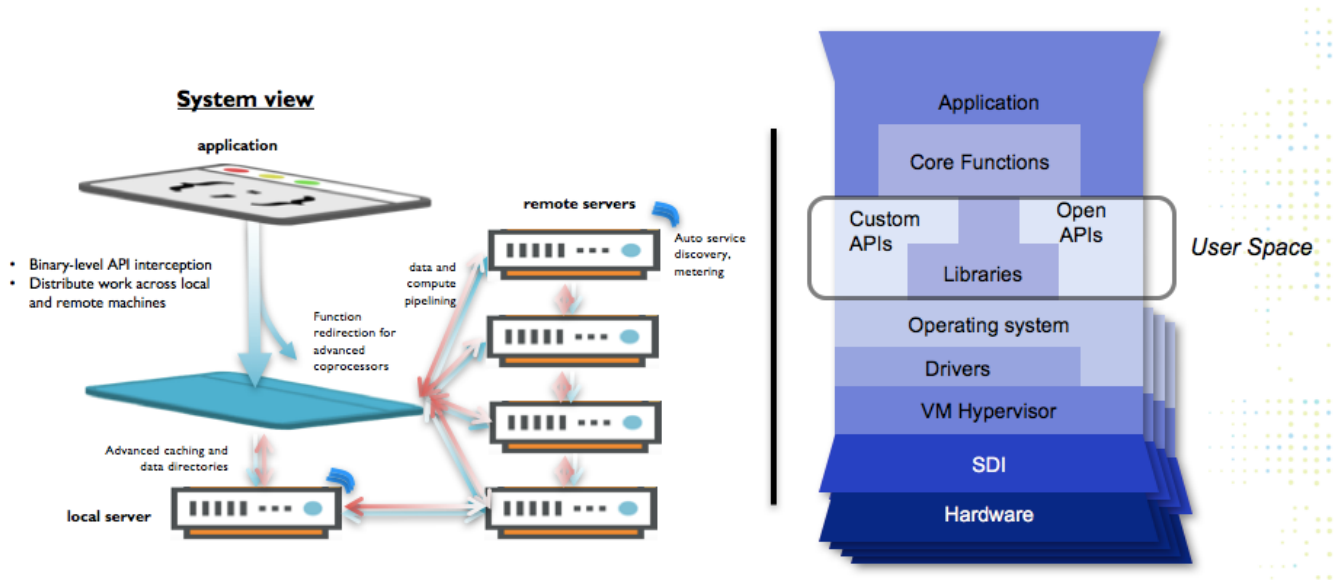 System view
application
• Binary-level API interception
• Distribute work across local
and remote machines
Function
redirection for
advanced
coprocessors
data and
compute
pipelining
remote servers
Auto service
discovery,
metering
Advanced caching and
data directories
local server
Application
Core Functions
Custom
APIs
Open
APIs
Libraries
User Space
Operating system
Drivers
VM Hypervisor
SDI
Hardware